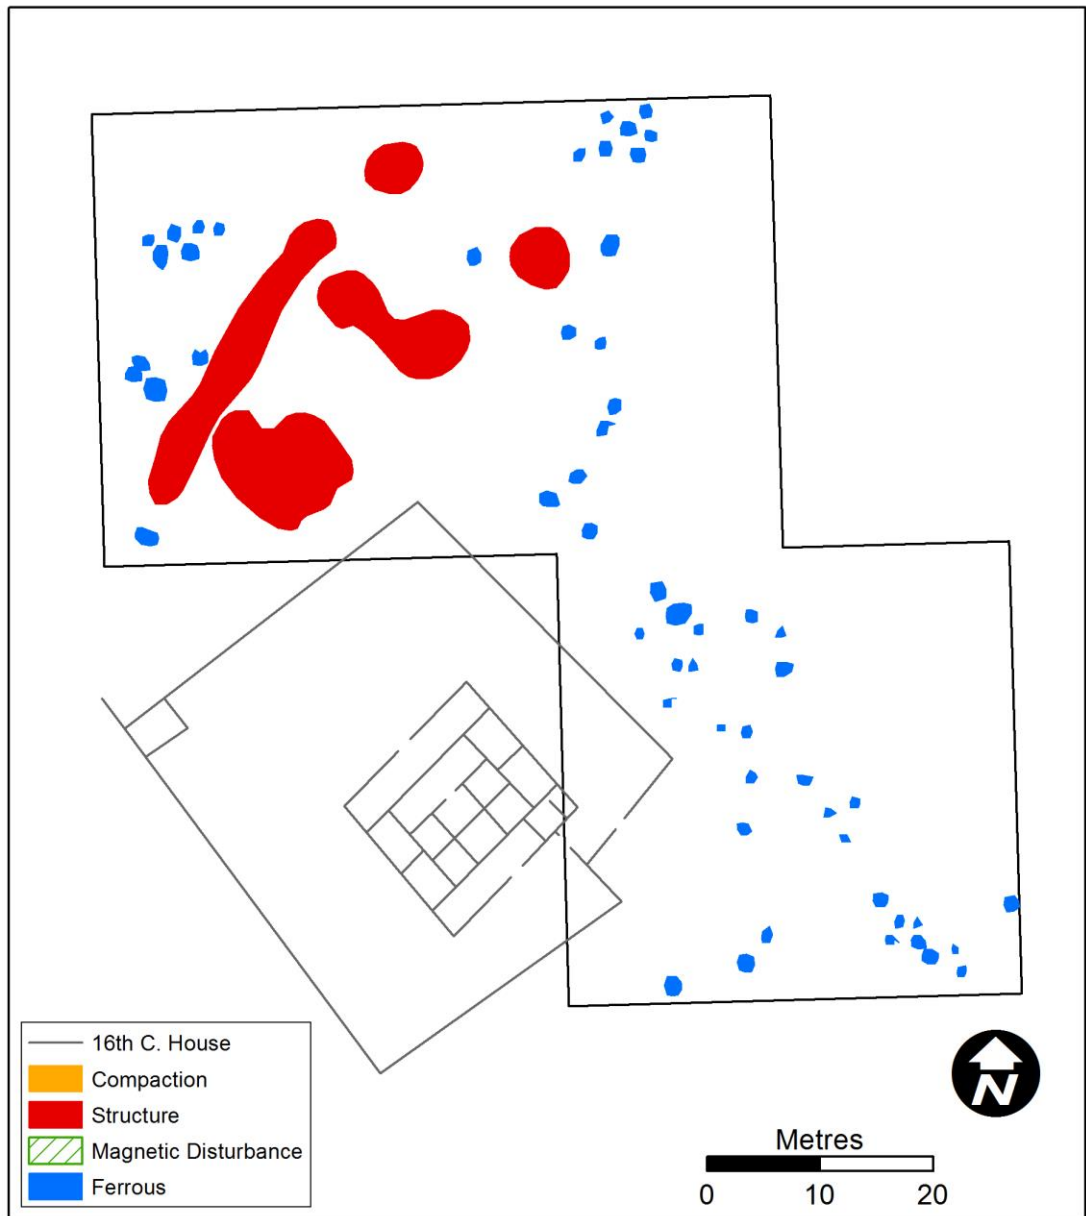 16th C. House
Compaction
Structure
Magnetic Disturbance
Ferrous
N
Metres
0 10 20